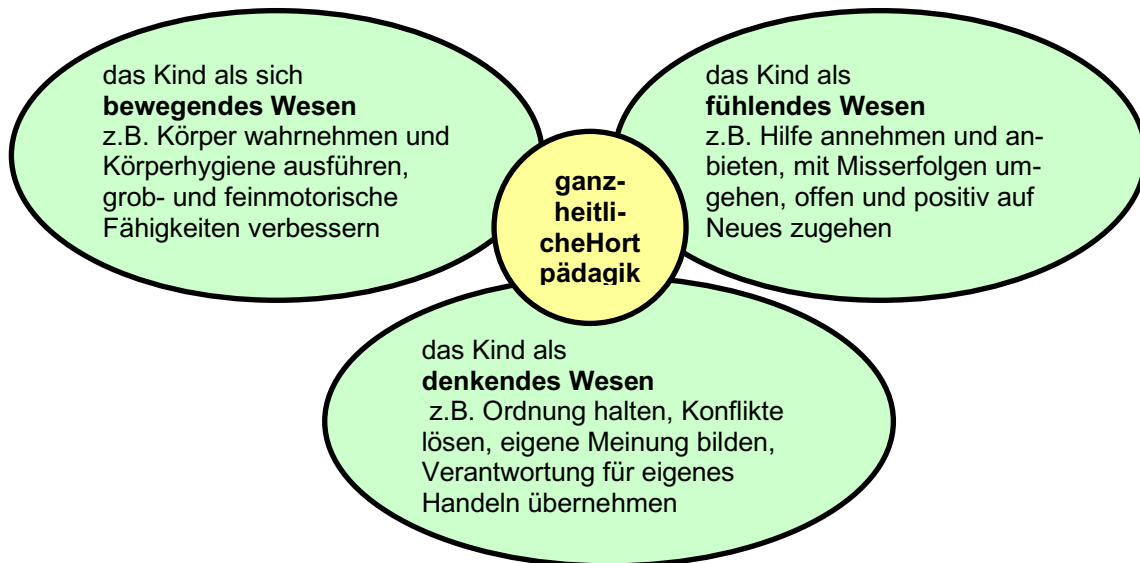 das Kind als sich
bewegendes Wesen
z.B. Körper wahrnehmen und
Körperhygiene ausführen,
grob- und feinmotorische
Fähigkeiten verbessern
das Kind als
fühlendes Wesen
z.B. Hilfe annehmen und an-
bieten, mit Misserfolgen um-
gehen, offen und positiv auf
Neues zugehen
ganz-
heitli-
cheHort
pädagik
das Kind als
denkendes Wesen
z.B. Ordnung halten, Konflikte
lösen, eigene Meinung bilden,
Verantwortung für eigenes
Handeln übernehmen